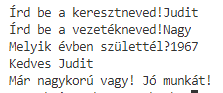 Írd be a keresztneved!Judit
Írd be a vezetékneved!Nagy
Melyik évben születtél?1967
Kedves Judit
Már nagykorú vagy! Jó munkát!